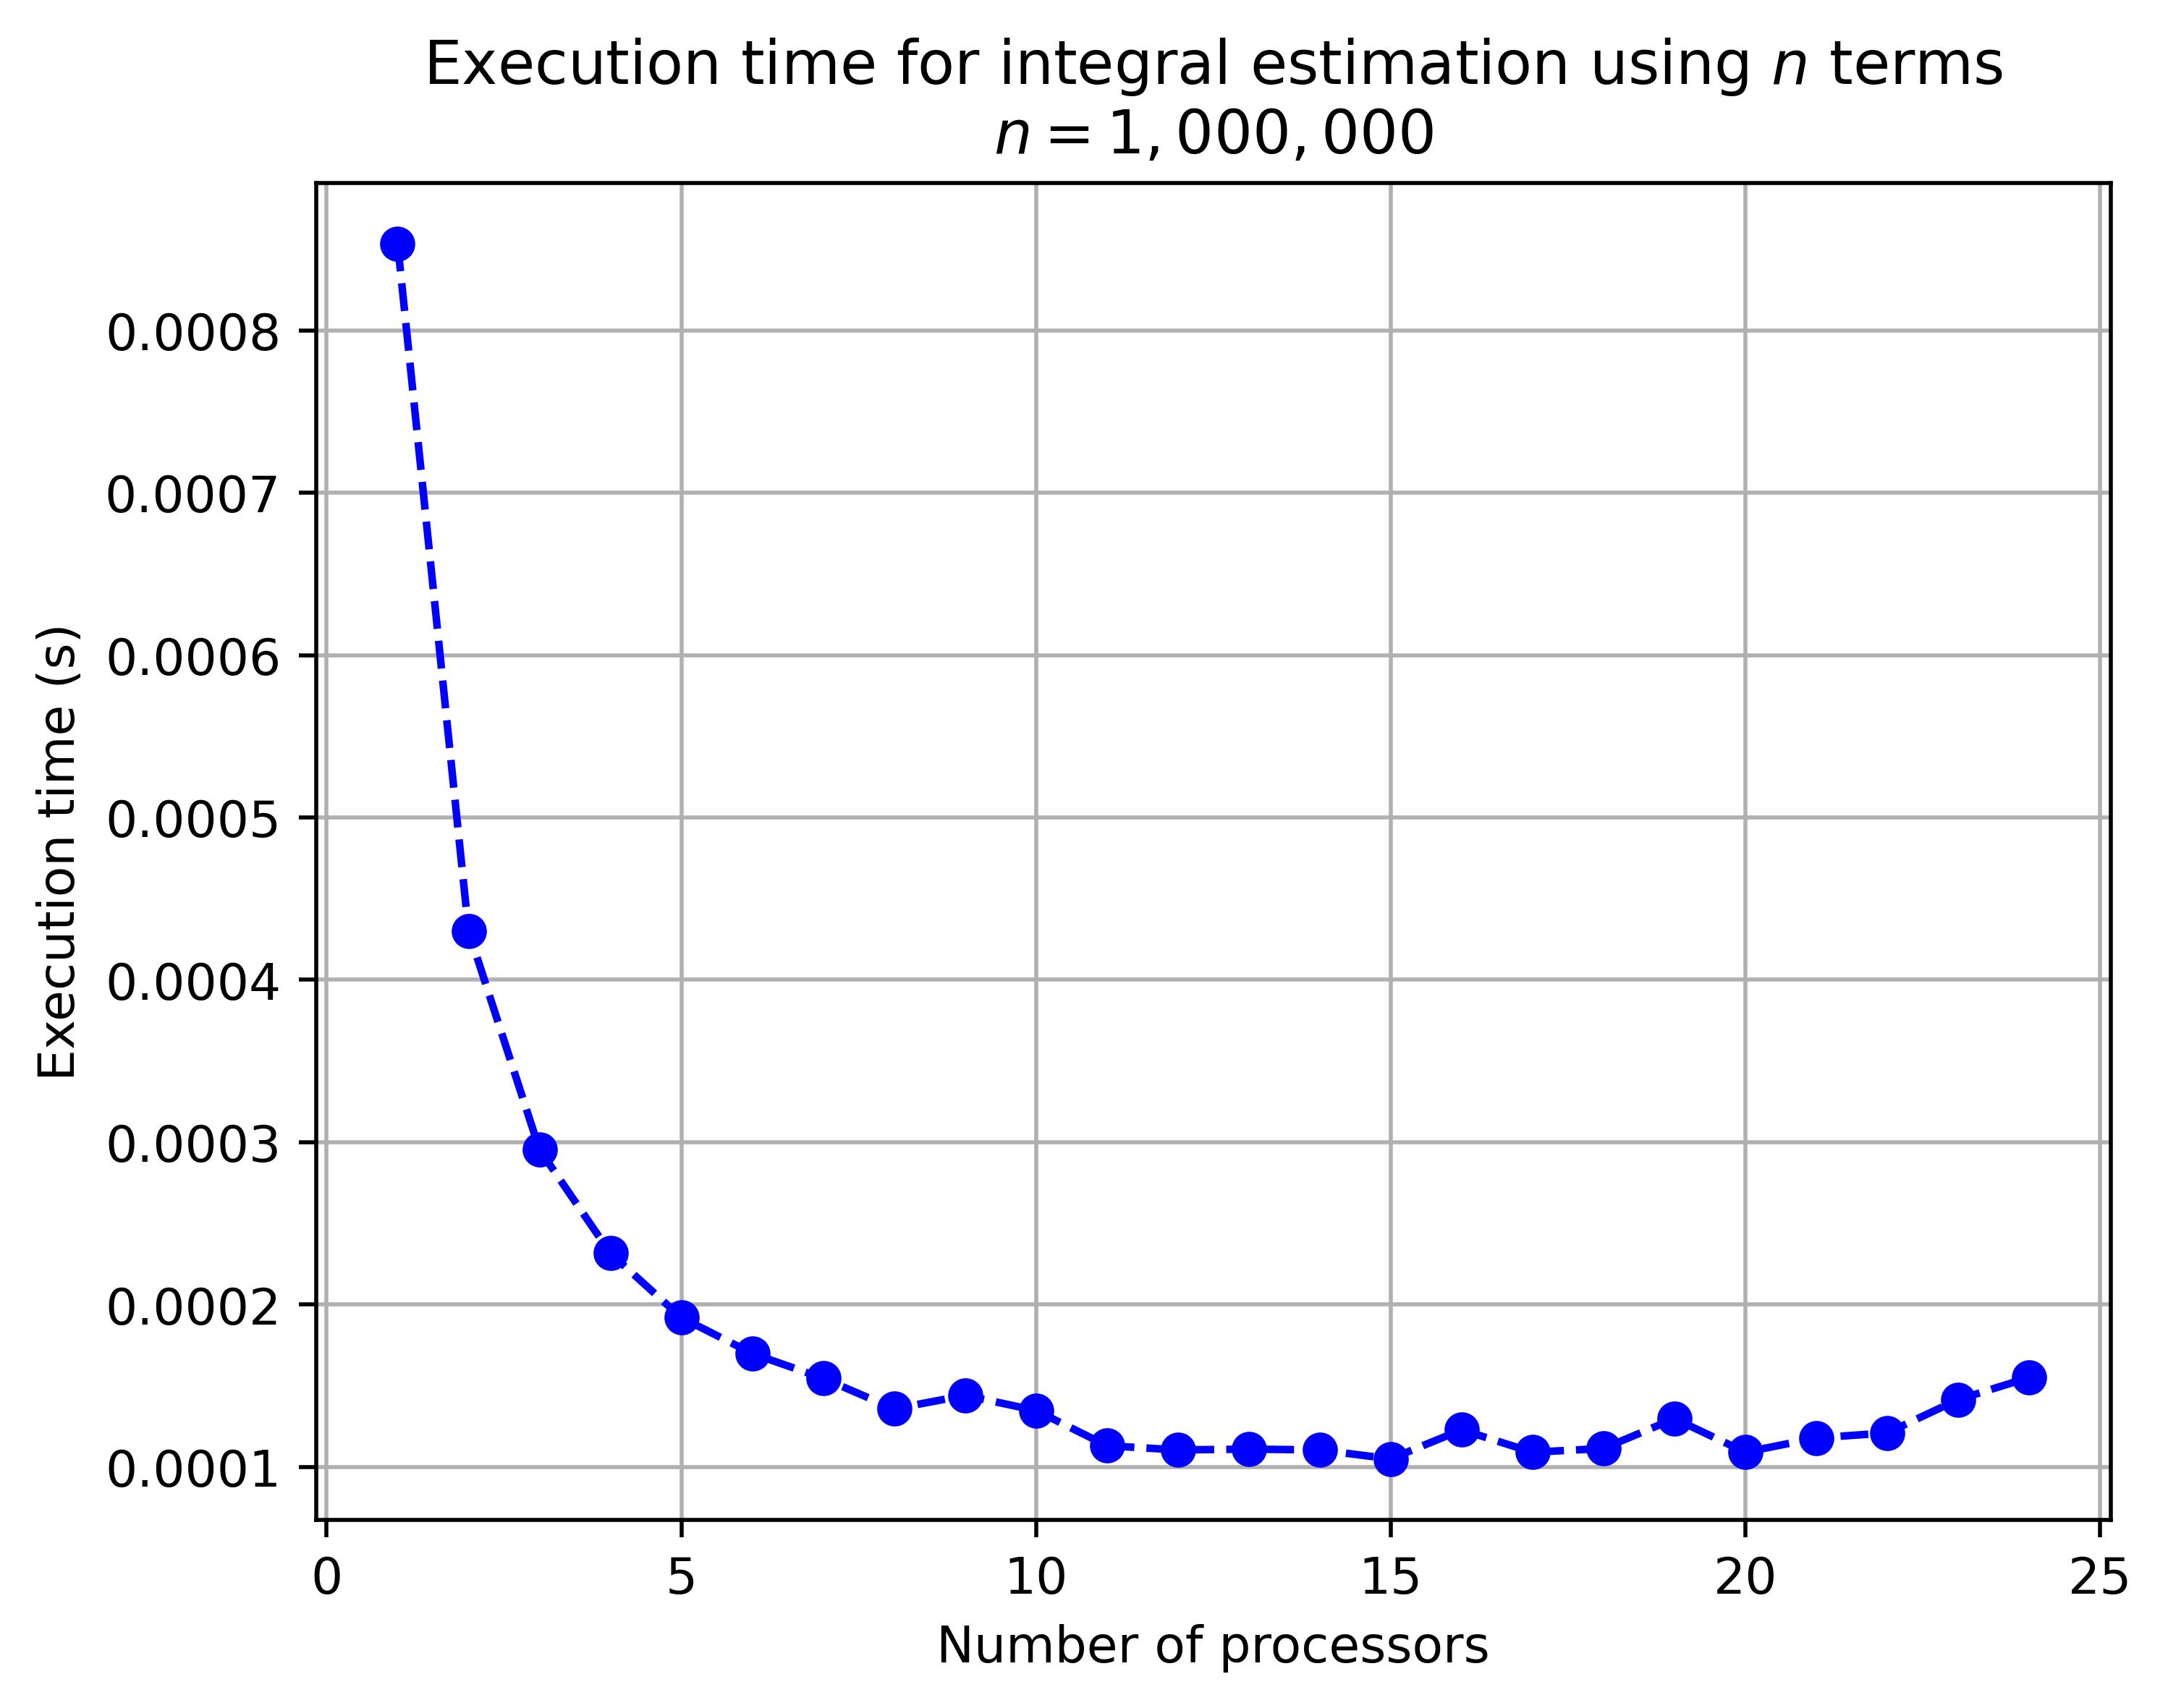 Execution time for integral estimation using n terms
n = 1,000,000
Execution time (s)
0.0008
0.0007
0.0006
0.0005
0.0004
0.0003
0.0002
0.0001
0 5 10 15 20 25
Number of processors